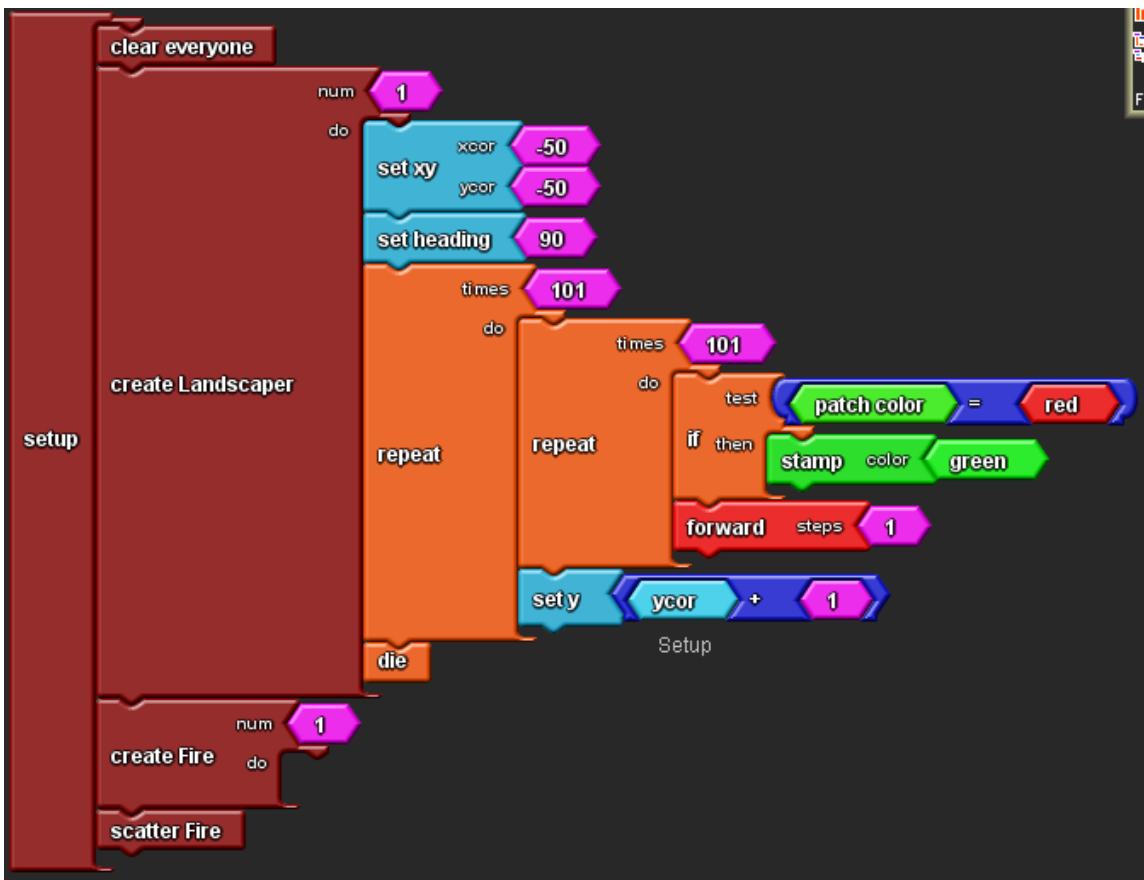 clear everyone
num 1
do
set xy
xcor -50
ycor -50
set heading 90
times 101
do
times 101
do
create Landscaper
test patch color = red
setup
repeat
repeat
if
then
stamp color green
forward steps 1
set y ycor + 1
Setup
die
num 1
create Fire
do
scatter Fire
F